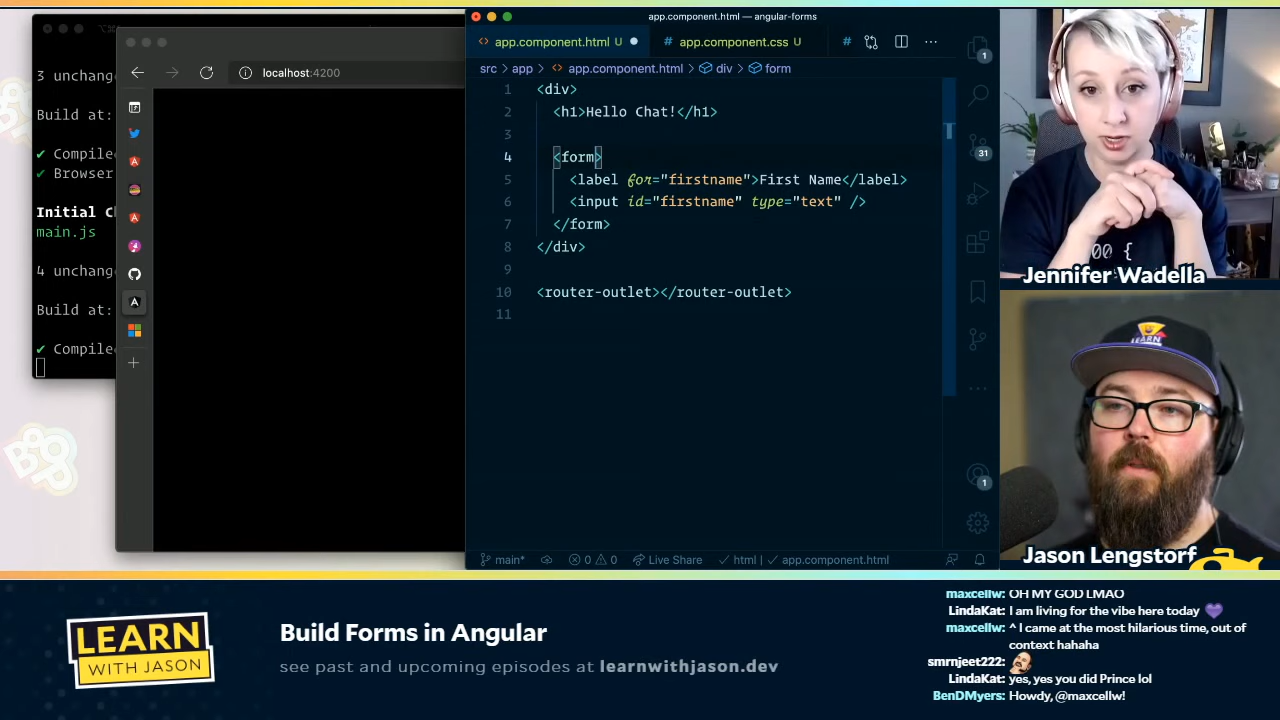 3 unchang
Build at:
✔ Compile
✔ Browser
Initial C
main.js
4 unchang
Build at:
✔ Compile
localhost:4200
app.component.html — angular-forms
app.component.html U
# app.component.css U
#
src > app > app.component.html > div > form
1 <div>
2 <h1>Hello Chat!</h1>
3
4 <form>
5 <label for="firstname">First Name</label>
6 <input id="firstname" type="text" />
7 </form>
8 </div>
9
10 <router-outlet></router-outlet>
11
1
31
1
main* 0 0 Live Share ✓ html | ✓ app.component.html
Jennifer Wadella
LEARN
Jason Lengstorf
LEARN
WITH JASON
Build Forms in Angular
see past and upcoming episodes at learnwithjason.dev
maxcellw: OH MY GOD LMAO
LindaKat: I am living for the vibe here today
maxcellw: ^ I came at the most hilarious time, out of
context hahaha
smrnjeet222:
LindaKat: yes, yes you did Prince lol
BenDMyers: Howdy, @maxcellw!